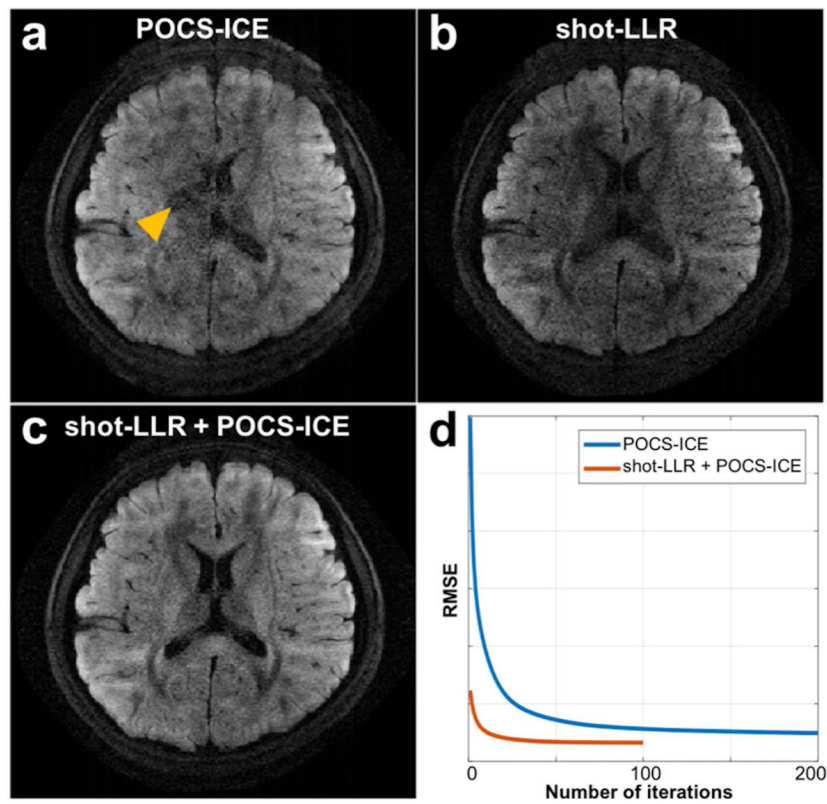 a POCS-ICE
b shot-LLR
c shot-LLR + POCS-ICE
d
POCS-ICE
shot-LLR + POCS-ICE
RMSE
0 100 200
Number of iterations